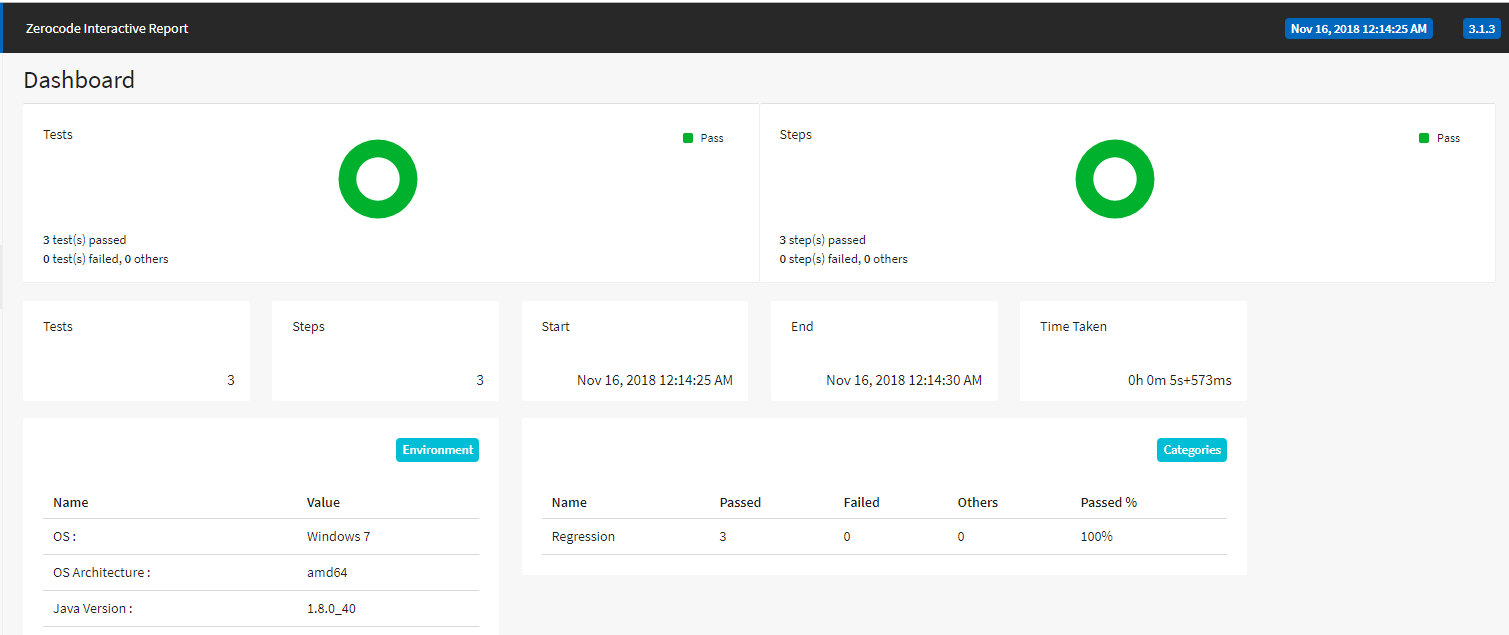 Zerocode Interactive Report Nov 16, 2018 12:14:25 AM 3.1.3
Dashboard
Tests
Pass
3 test(s) passed
0 test(s) failed, 0 others
Steps
Pass
3 step(s) passed
0 step(s) failed, 0 others
Tests
3
Steps
3
Start
Nov 16, 2018 12:14:25 AM
End
Nov 16, 2018 12:14:30 AM
Time Taken
0h 0m 5s+573ms
Environment
Name Value
OS : Windows 7
OS Architecture : amd64
Java Version : 1.8.0_40
Categories
Name Passed Failed Others Passed %
Regression 3 0 0 100%